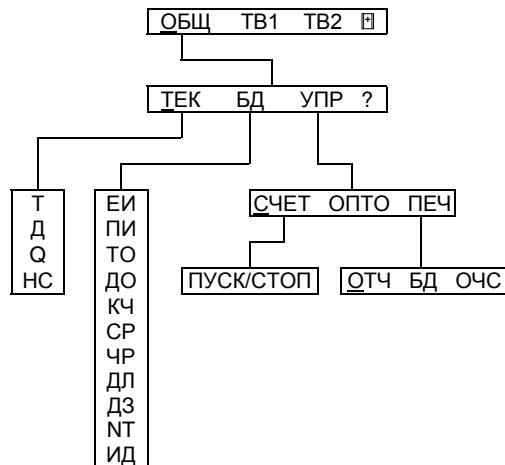 ОБЩ ТВ1 ТВ2 +
ТЕК БД УПР ?
Т
Д
Q
НС
ЕИ
ПИ
ТО
ДО
КЧ
СР
ЧР
ДЛ
ДЗ
NT
ИД
СЧЕТ ОПТО ПЕЧ
ПУСК/СТОП
ОТЧ БД ОЧС